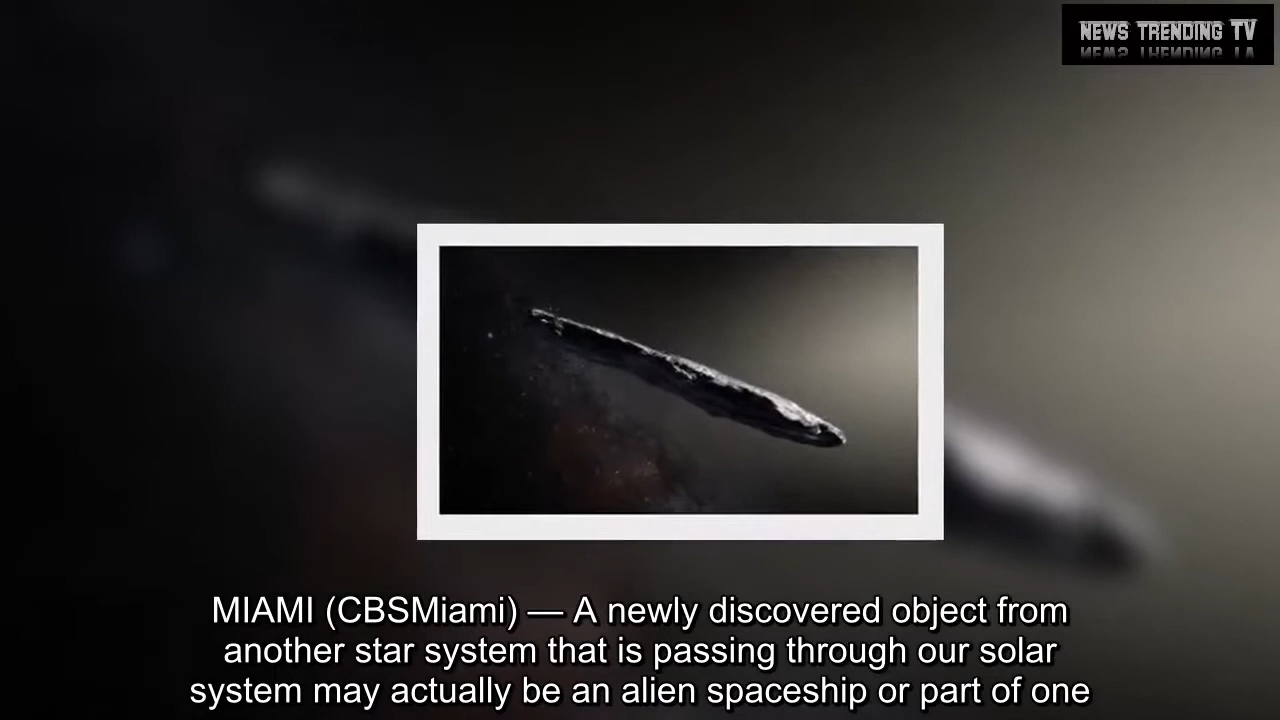 NEWS TRENDING TV
MIAMI (CBSMiami) — A newly discovered object from
another star system that is passing through our solar
system may actually be an alien spaceship or part of one